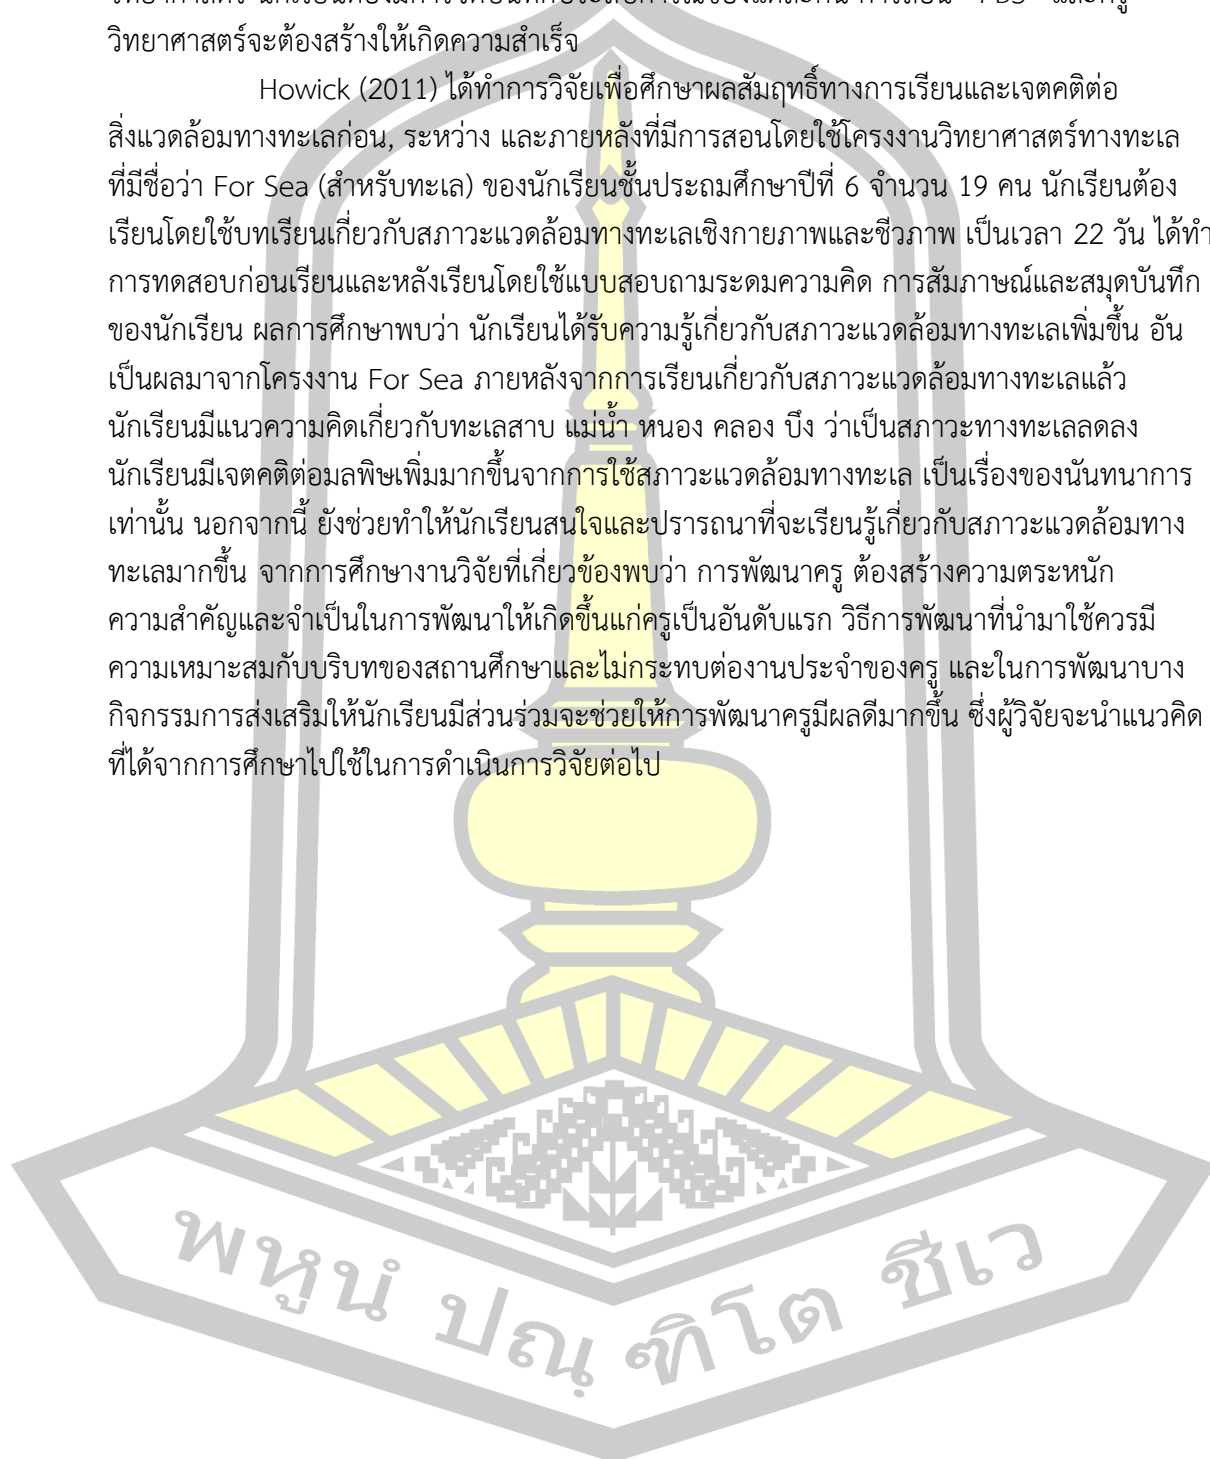 วิทยาศาสตร์จะต้องสร้างให้เกิดความสำเร็จ
Howick (2011) ได้ทำการวิจัยเพื่อศึกษาผลสัมฤทธิ์ทางการเรียนและเจตคติต่อ
สิ่งแวดล้อมทางทะเลก่อน, ระหว่าง และภายหลังที่มีการสอนโดยใช้โครงงานวิทยาศาสตร์ทางทะเล
ที่มีชื่อว่า For Sea (สำหรับทะเล) ของนักเรียนชั้นประถมศึกษาปีที่ 6 จำนวน 19 คน นักเรียนต้อง
เรียนโดยใช้บทเรียนเกี่ยวกับสภาวะแวดล้อมทางทะเลเชิงกายภาพและชีวภาพ เป็นเวลา 22 วัน ได้ทำ
การทดสอบก่อนเรียนและหลังเรียนโดยใช้แบบสอบถามระดมความคิด การสัมภาษณ์และสมุดบันทึก
ของนักเรียน ผลการศึกษาพบว่า นักเรียนได้รับความรู้เกี่ยวกับสภาวะแวดล้อมทางทะเลเพิ่มขึ้น อัน
เป็นผลมาจากโครงงาน For Sea ภายหลังจากการเรียนเกี่ยวกับสภาวะแวดล้อมทางทะเลแล้ว
นักเรียนมีแนวความคิดเกี่ยวกับทะเลสาบ แม่น้ำ หนอง คลอง บึง ว่าเป็นสภาวะทางทะเลลดลง
นักเรียนมีเจตคติต่อมลพิษเพิ่มมากขึ้นจากการใช้สภาวะแวดล้อมทางทะเล เป็นเรื่องของนันทนาการ
เท่านั้น นอกจากนี้ ยังช่วยทำให้นักเรียนสนใจและปรารถนาที่จะเรียนรู้เกี่ยวกับสภาวะแวดล้อมทาง
ทะเลมากขึ้น จากการศึกษางานวิจัยที่เกี่ยวข้องพบว่า การพัฒนาครู ต้องสร้างความตระหนัก
ความสำคัญและจำเป็นในการพัฒนาให้เกิดขึ้นแก่ครูเป็นอันดับแรก วิธีการพัฒนาที่นำมาใช้ควรมี
ความเหมาะสมกับบริบทของสถานศึกษาและไม่กระทบต่องานประจำของครู และในการพัฒนาบาง
กิจกรรมการส่งเสริมให้นักเรียนมีส่วนร่วมจะช่วยให้การพัฒนาครูมีผลดีมากขึ้น ซึ่งผู้วิจัยจะนำแนวคิด
ที่ได้จากการศึกษาไปใช้ในการดำเนินการวิจัยต่อไป
พหูนํ ปณฺฑิโต ชีเว